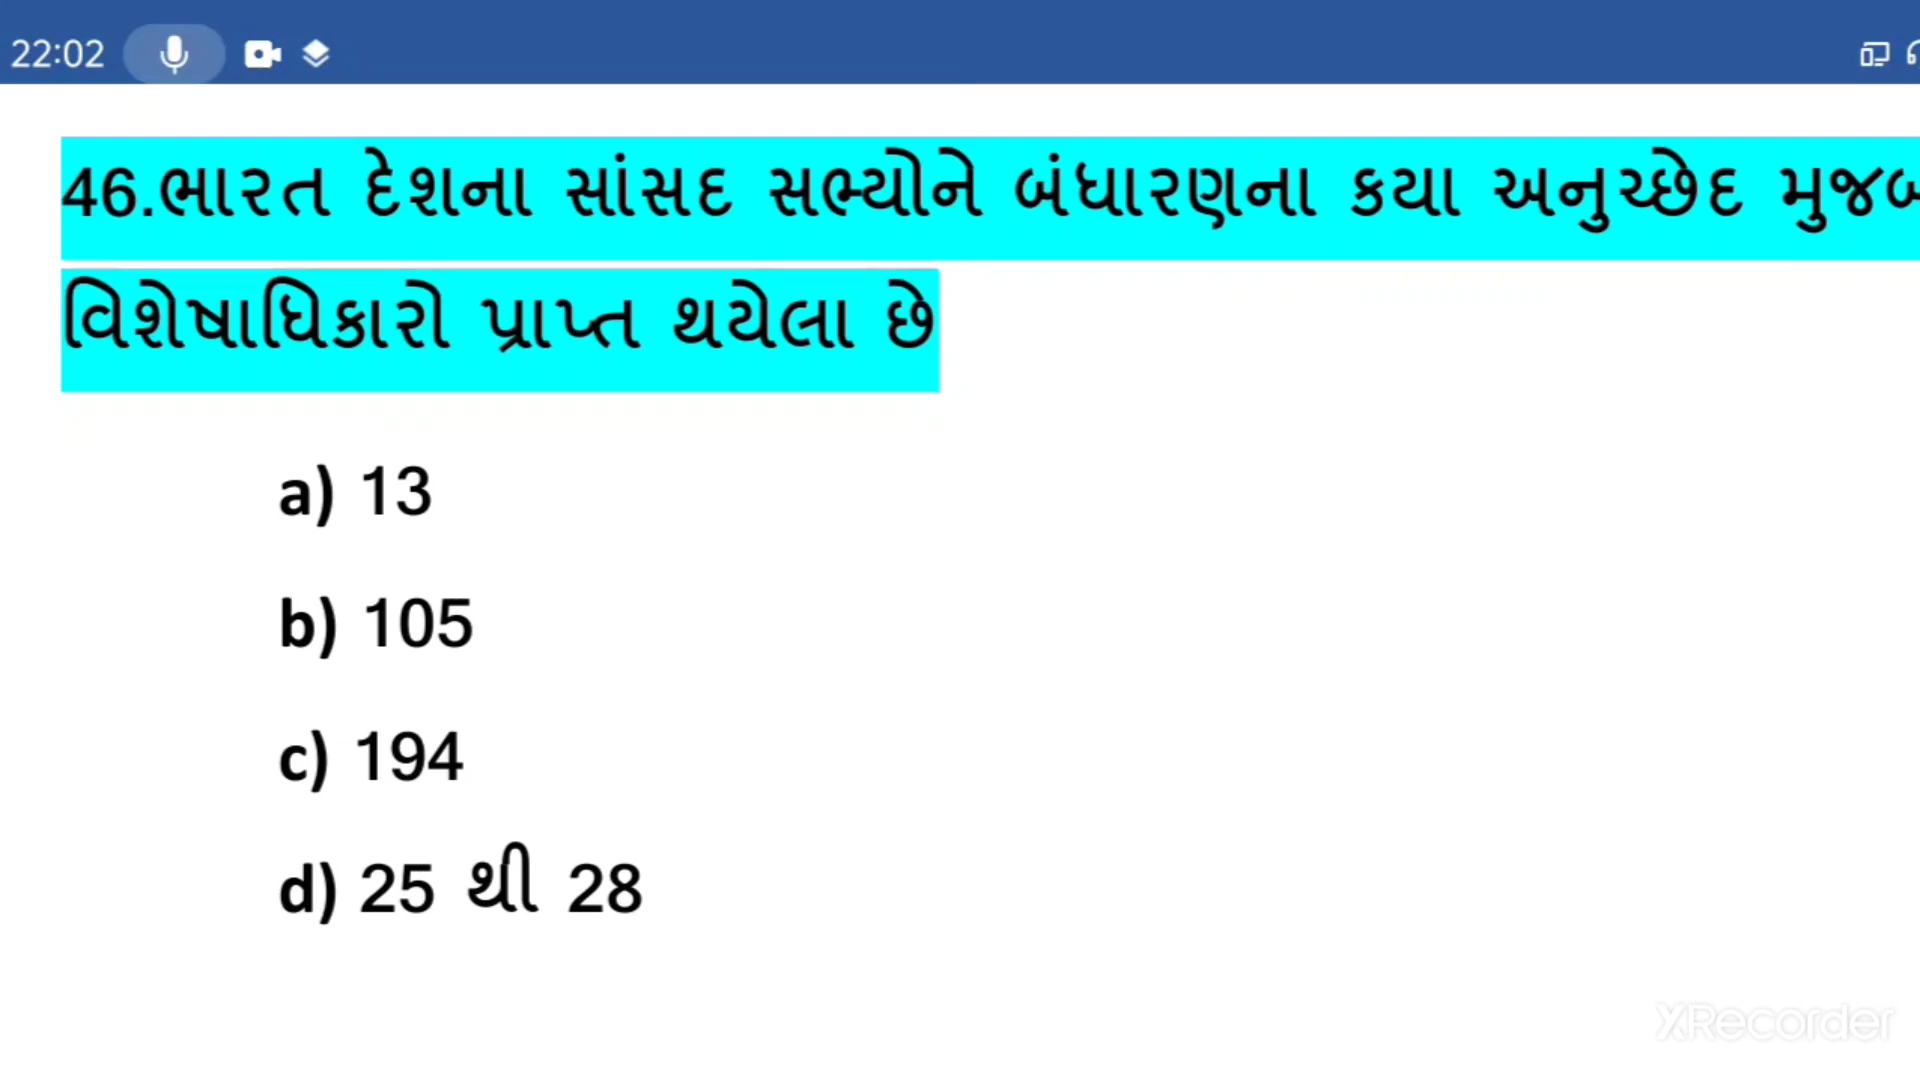 22:02
46.ભારત દેશના સાંસદ સભ્યોને બંધારણના કયા અનુચ્છેદ મુજબ
વિશેષાધિકારો પ્રાપ્ત થયેલા છે
a) 13
b) 105
c) 194
d) 25 થી 28
XRecorder